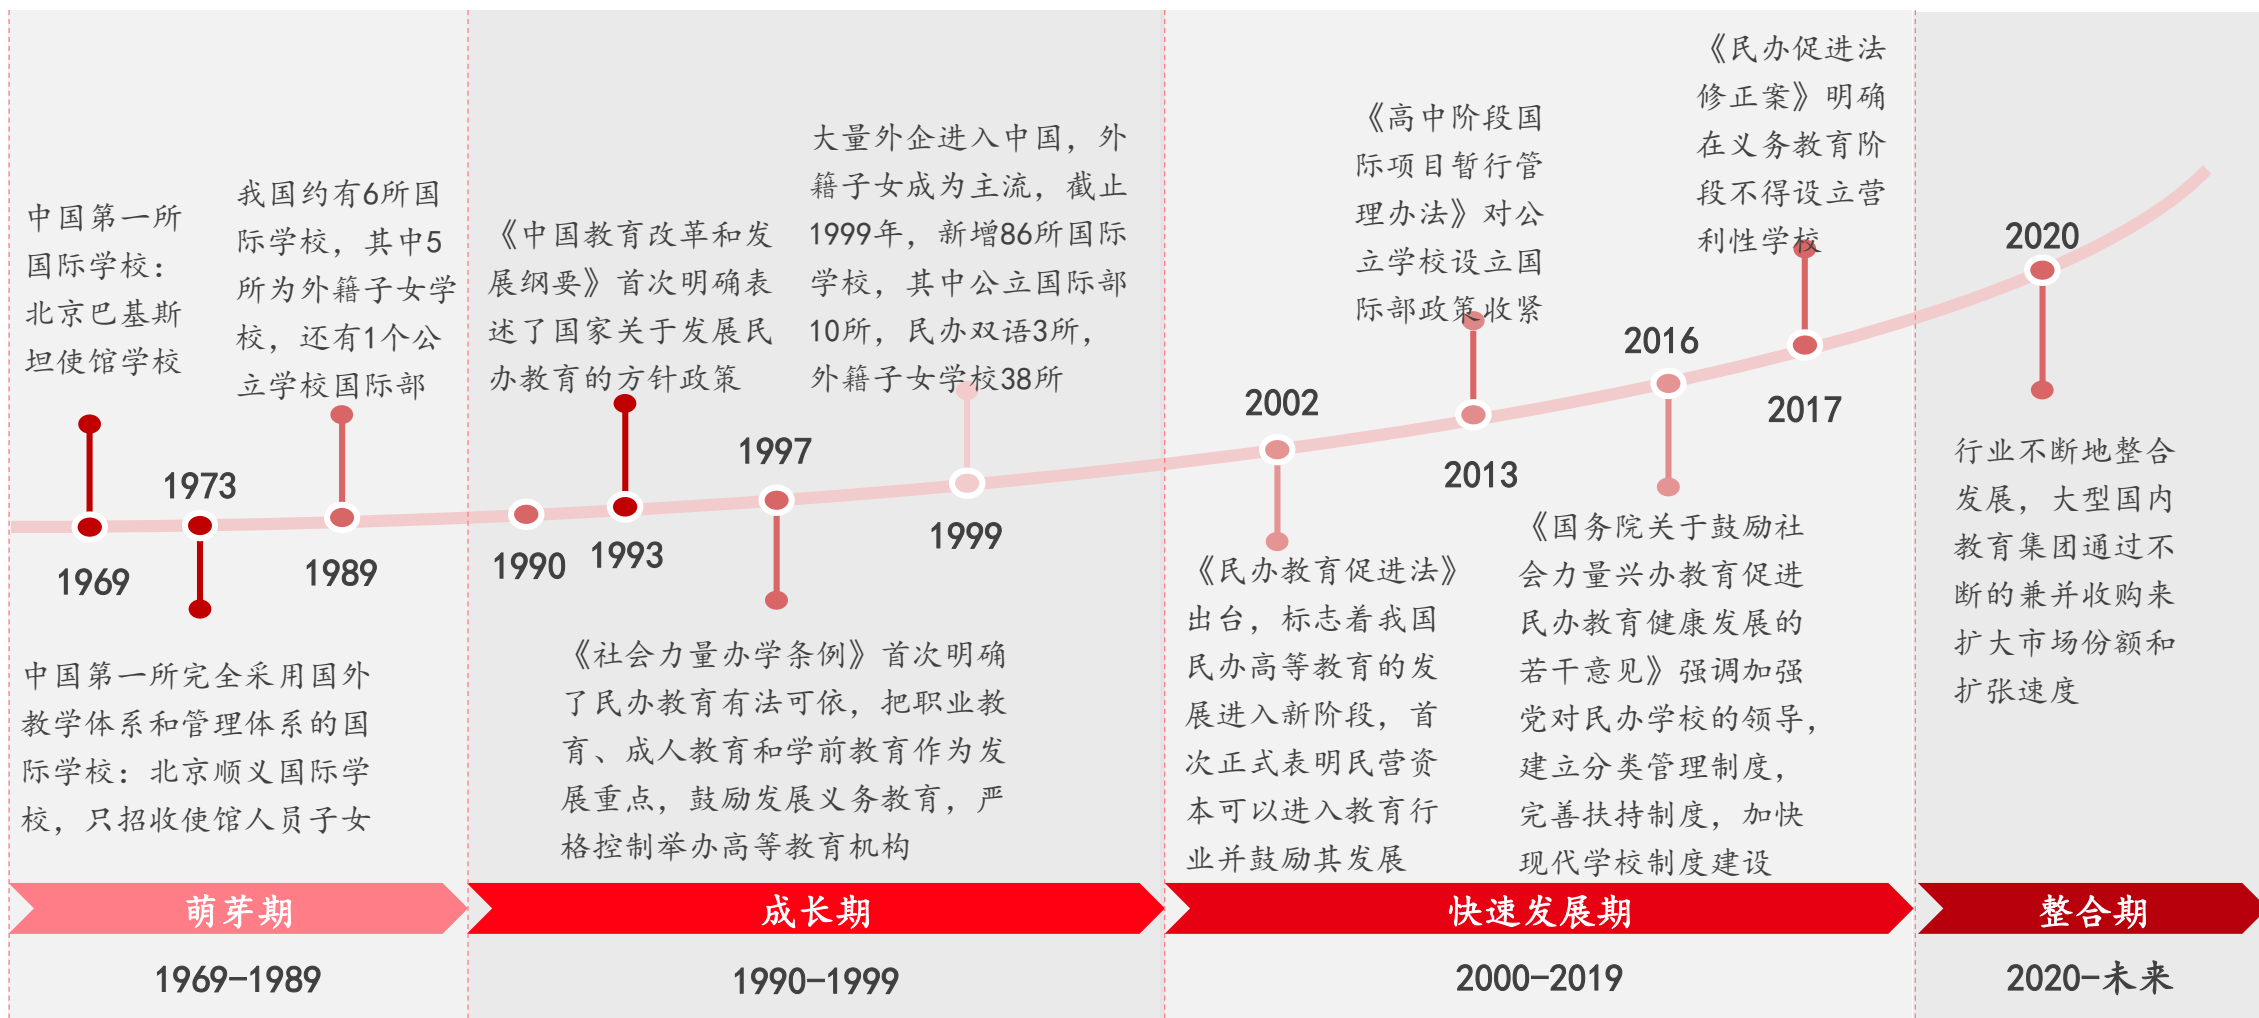 中国第一所
国际学校：
北京巴基斯
坦使馆学校
1969
1973
中国第一所完全采用国外
教学体系和管理体系的国
际学校：北京顺义国际学
校，只招收使馆人员子女
我国约有6所国
际学校，其中5
所为外籍子女学
校，还有1个公
立学校国际部
1989
萌芽期
1969-1989
1990
《中国教育改革和发
展纲要》首次明确表
述了国家关于发展民
办教育的方针政策
1993
1997
《社会力量办学条例》首次明确
了民办教育有法可依，把职业教
育、成人教育和学前教育作为发
展重点，鼓励发展义务教育，严
格控制举办高等教育机构
大量外企进入中国，外
籍子女成为主流，截止
1999年，新增86所国际
学校，其中公立国际部
10所，民办双语3所，
外籍子女学校38所
1999
成长期
1990-1999
2002
《民办教育促进法》
出台，标志着我国
民办高等教育的发
展进入新阶段，首
次正式表明民营资
本可以进入教育行
业并鼓励其发展
《高中阶段国
际项目暂行管
理办法》对公
立学校设立国
际部政策收紧
2013
2016
《国务院关于鼓励社
会力量兴办教育促进
民办教育健康发展的
若干意见》强调加强
党对民办学校的领导，
建立分类管理制度，
完善扶持制度，加快
现代学校制度建设
《民办促进法
修正案》明确
在义务教育阶
段不得设立营
利性学校
2017
快速发展期
2000-2019
2020
行业不断地整合
发展，大型国内
教育集团通过不
断的兼并收购来
扩大市场份额和
扩张速度
整合期
2020-未来